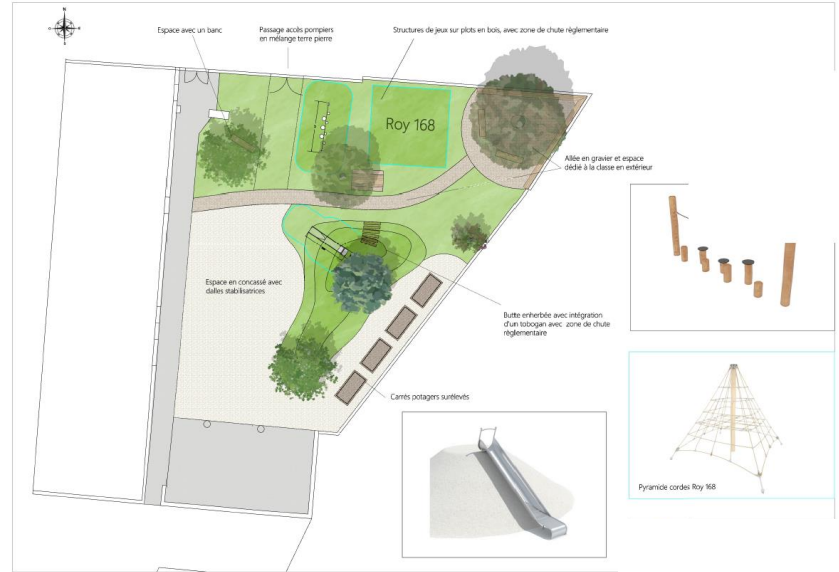 Espace avec un banc
Passage accès pompiers
en mélange terre pierre
Structures de jeux sur plots en bois, avec zone de chute règlementaire
Roy 168
Allée en gravier et espace
dédié à la classe en extérieur
Espace en concassé avec
dalles stabilisatrices
Butte enherbée avec intégration
d'un tobogan avec zone de chute
règlementaire
Carrés potagers surélevés
Pyramide cordes Roy 168